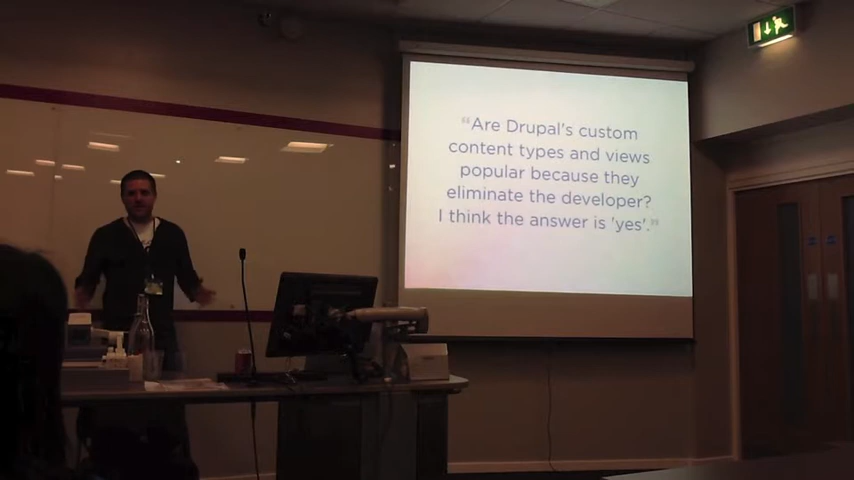 “Are Drupal's custom
content types and views
popular because they
eliminate the developer?
I think the answer is 'yes'.”